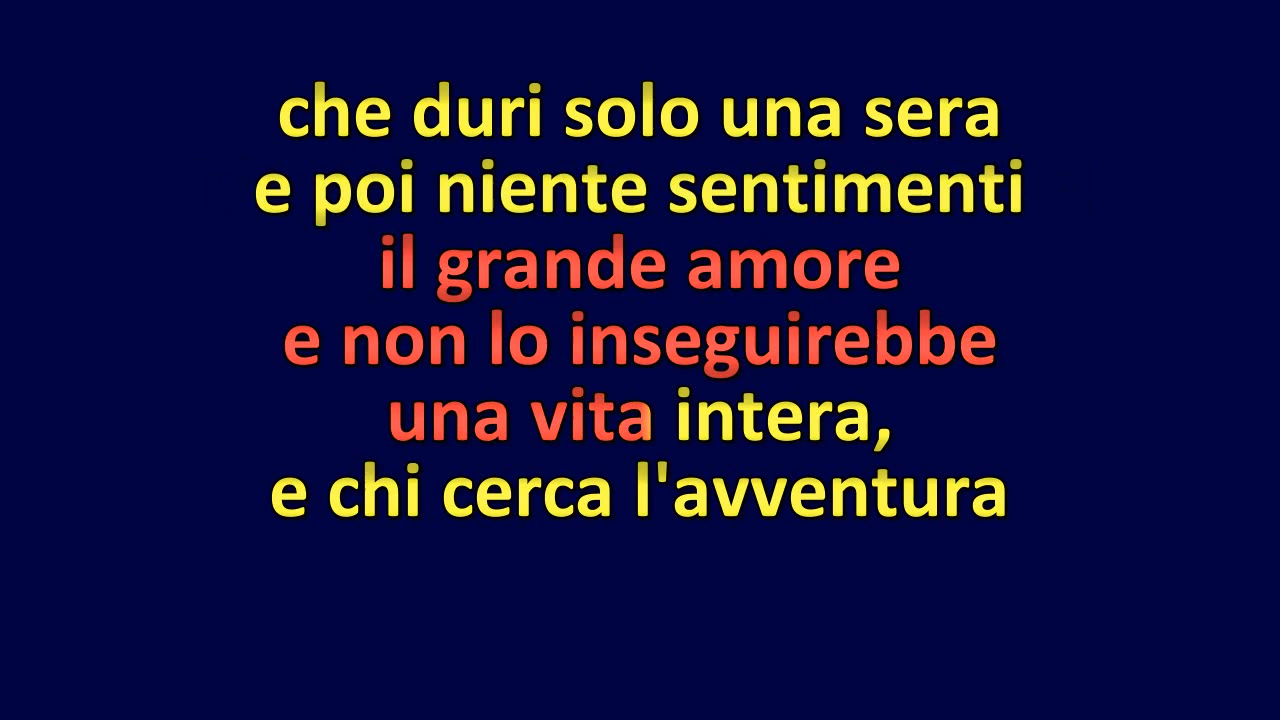 che duri solo una sera
e poi niente sentimenti
il grande amore
e non lo inseguirebbe
una vita intera,
e chi cerca l'avventura